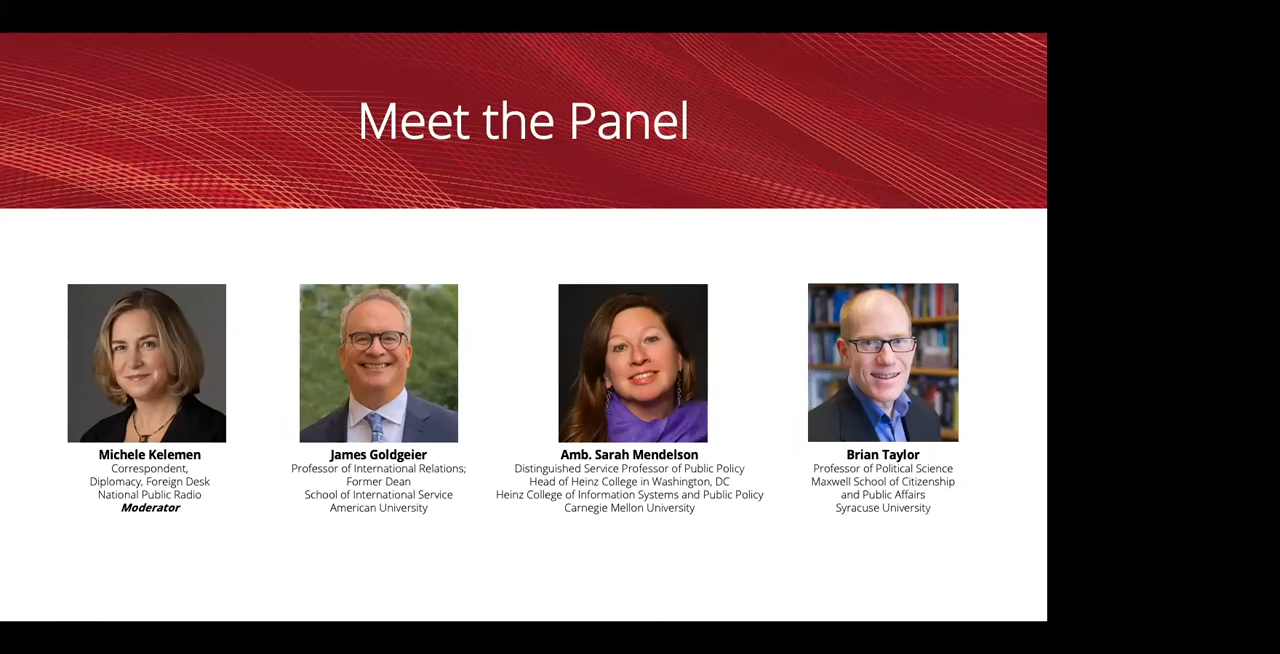 Meet the Panel
Michele Kelemen
Correspondent,
Diplomacy, Foreign Desk
National Public Radio
Moderator
James Goldgeier
Professor of International Relations;
Former Dean
School of International Service
American University
Amb. Sarah Mendelson
Distinguished Service Professor of Public Policy
Head of Heinz College in Washington, DC
Heinz College of Information Systems and Public Policy
Carnegie Mellon University
Brian Taylor
Professor of Political Science
Maxwell School of Citizenship
and Public Affairs
Syracuse University